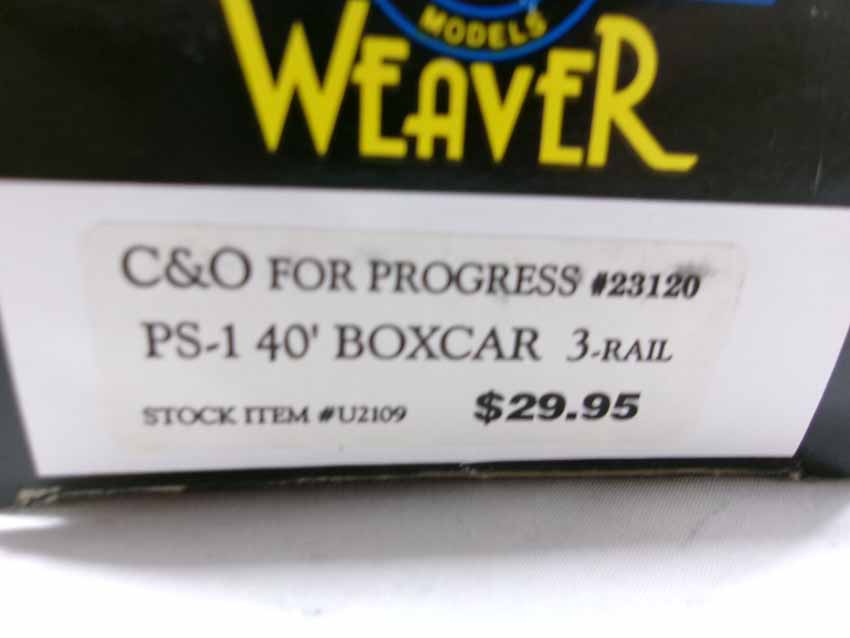 MODELS
WEAVER
C&O FOR PROGRESS #23120
PS-1 40' BOXCAR 3-RAIL
STOCK ITEM #U2109 $29.95